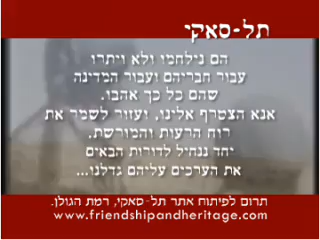 תל-סאקי
הם נילחמו ולא ויתרו
עבור חבריהם ועבור המדינה
שהם כל כך אהבו.
אנא הצטרף אלינו, ועזור לשמר את
רוח הרעות והמורשת.
יחד ננחיל לדורות הבאים
את הערכים עליהם גדלנו...
תרום לפיתוח אתר תל-סאקי, רמת הגולן.
www.friendshipandheritage.com